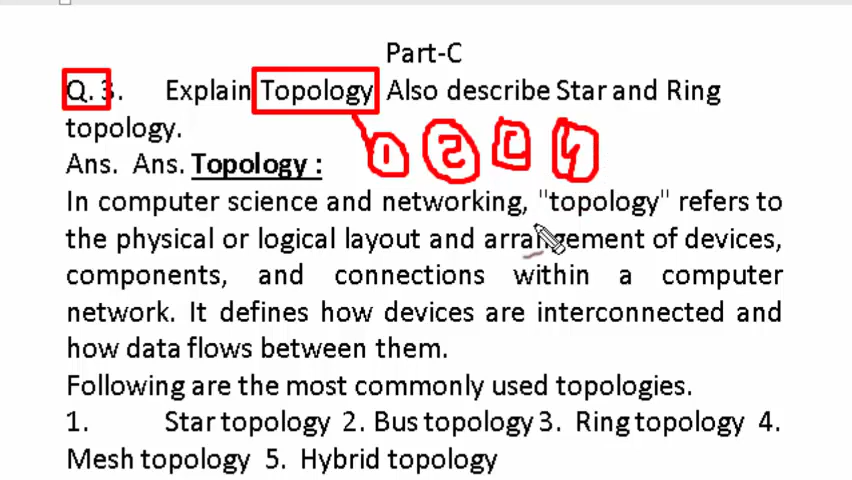 Part-C
Q. 3. Explain Topology Also describe Star and Ring
topology.
1 2
Ans. Ans. Topology :
In computer science and networking, "topology" refers to
the physical or logical layout and arrangement of devices,
components, and connections within a computer
network. It defines how devices are interconnected and
how data flows between them.
Following are the most commonly used topologies.
1. Star topology 2. Bus topology 3. Ring topology 4.
Mesh topology 5. Hybrid topology